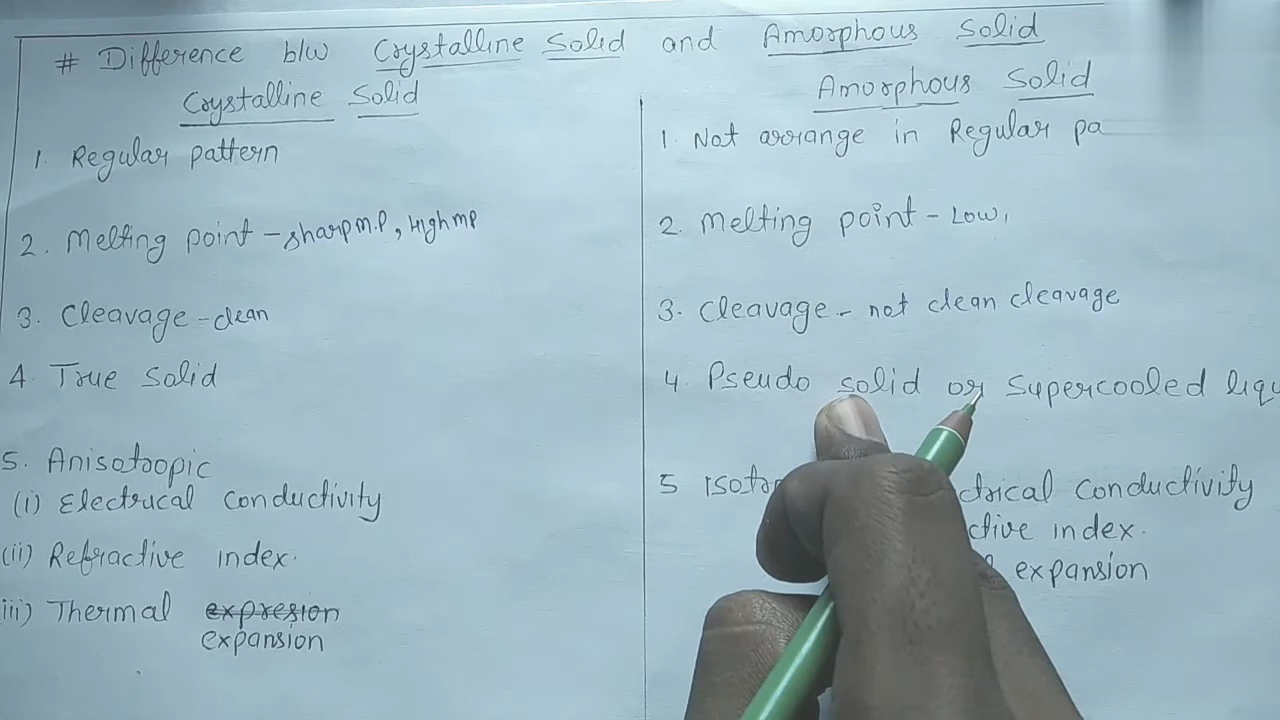 # Difference b/w Crystalline Solid and Amorphous Solid
Crystalline Solid
1. Regular pattern
2. Melting point - sharp m.p, High mp
3. Cleavage - clean
4. True Solid
5. Anisotropic
(i) Electrical conductivity
(ii) Refractive index.
iii) Thermal expresion
expansion
Amorphous Solid
1. Not arrange in Regular pa
2. Melting point - Low,
3. Cleavage - not clean cleavage
4. Pseudo solid or Supercooled liqu
5 Isotr ctrical conductivity
ctive index.
expansion